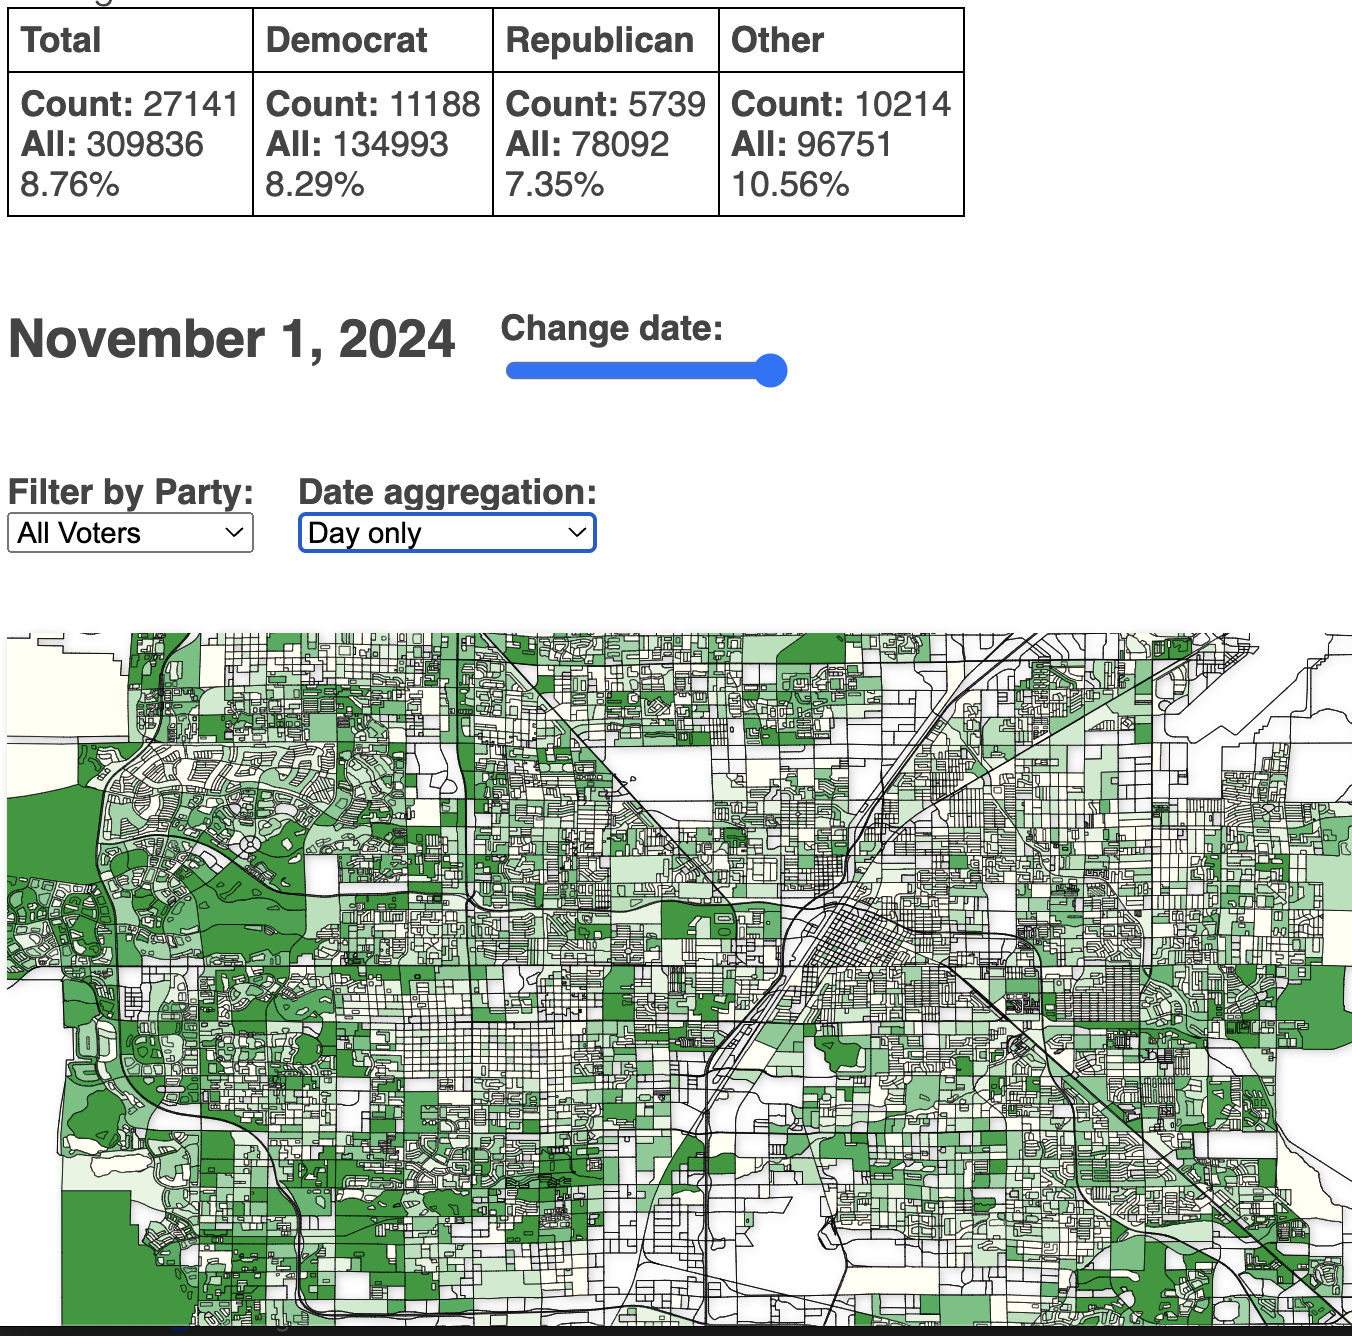 Total Democrat Republican Other
Count: 27141 Count: 11188 Count: 5739 Count: 10214
All: 309836 All: 134993 All: 78092 All: 96751
8.76% 8.29% 7.35% 10.56%
November 1, 2024 Change date:
Filter by Party: Date aggregation:
All Voters Day only